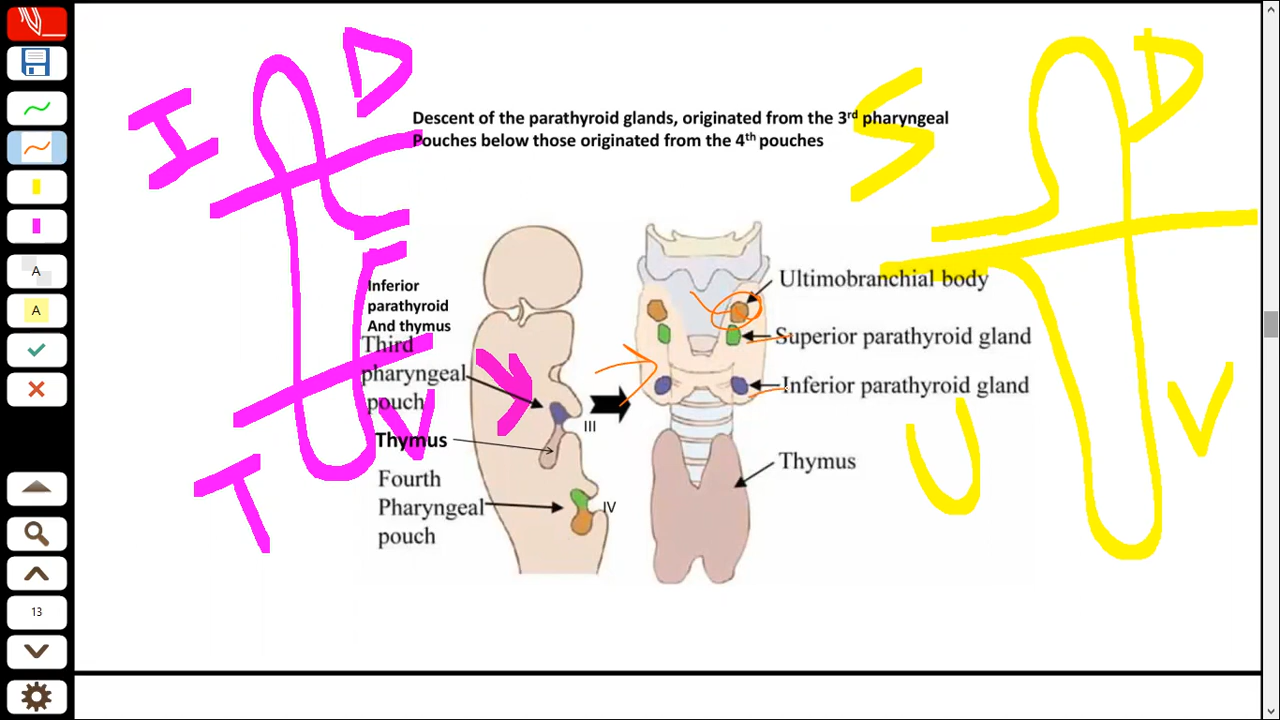 D
I
Descent of the parathyroid glands, originated from the 3rd pharyngeal
Pouches below those originated from the 4th pouches
S
D
Inferior
parathyroid
And thymus
Third
pharyngeal
pouch
Thymus
Fourth
Pharyngeal
pouch
III
IV
Ultimobranchial body
Superior parathyroid gland
Inferior parathyroid gland
Thymus
V
T
U
V
A
A
13